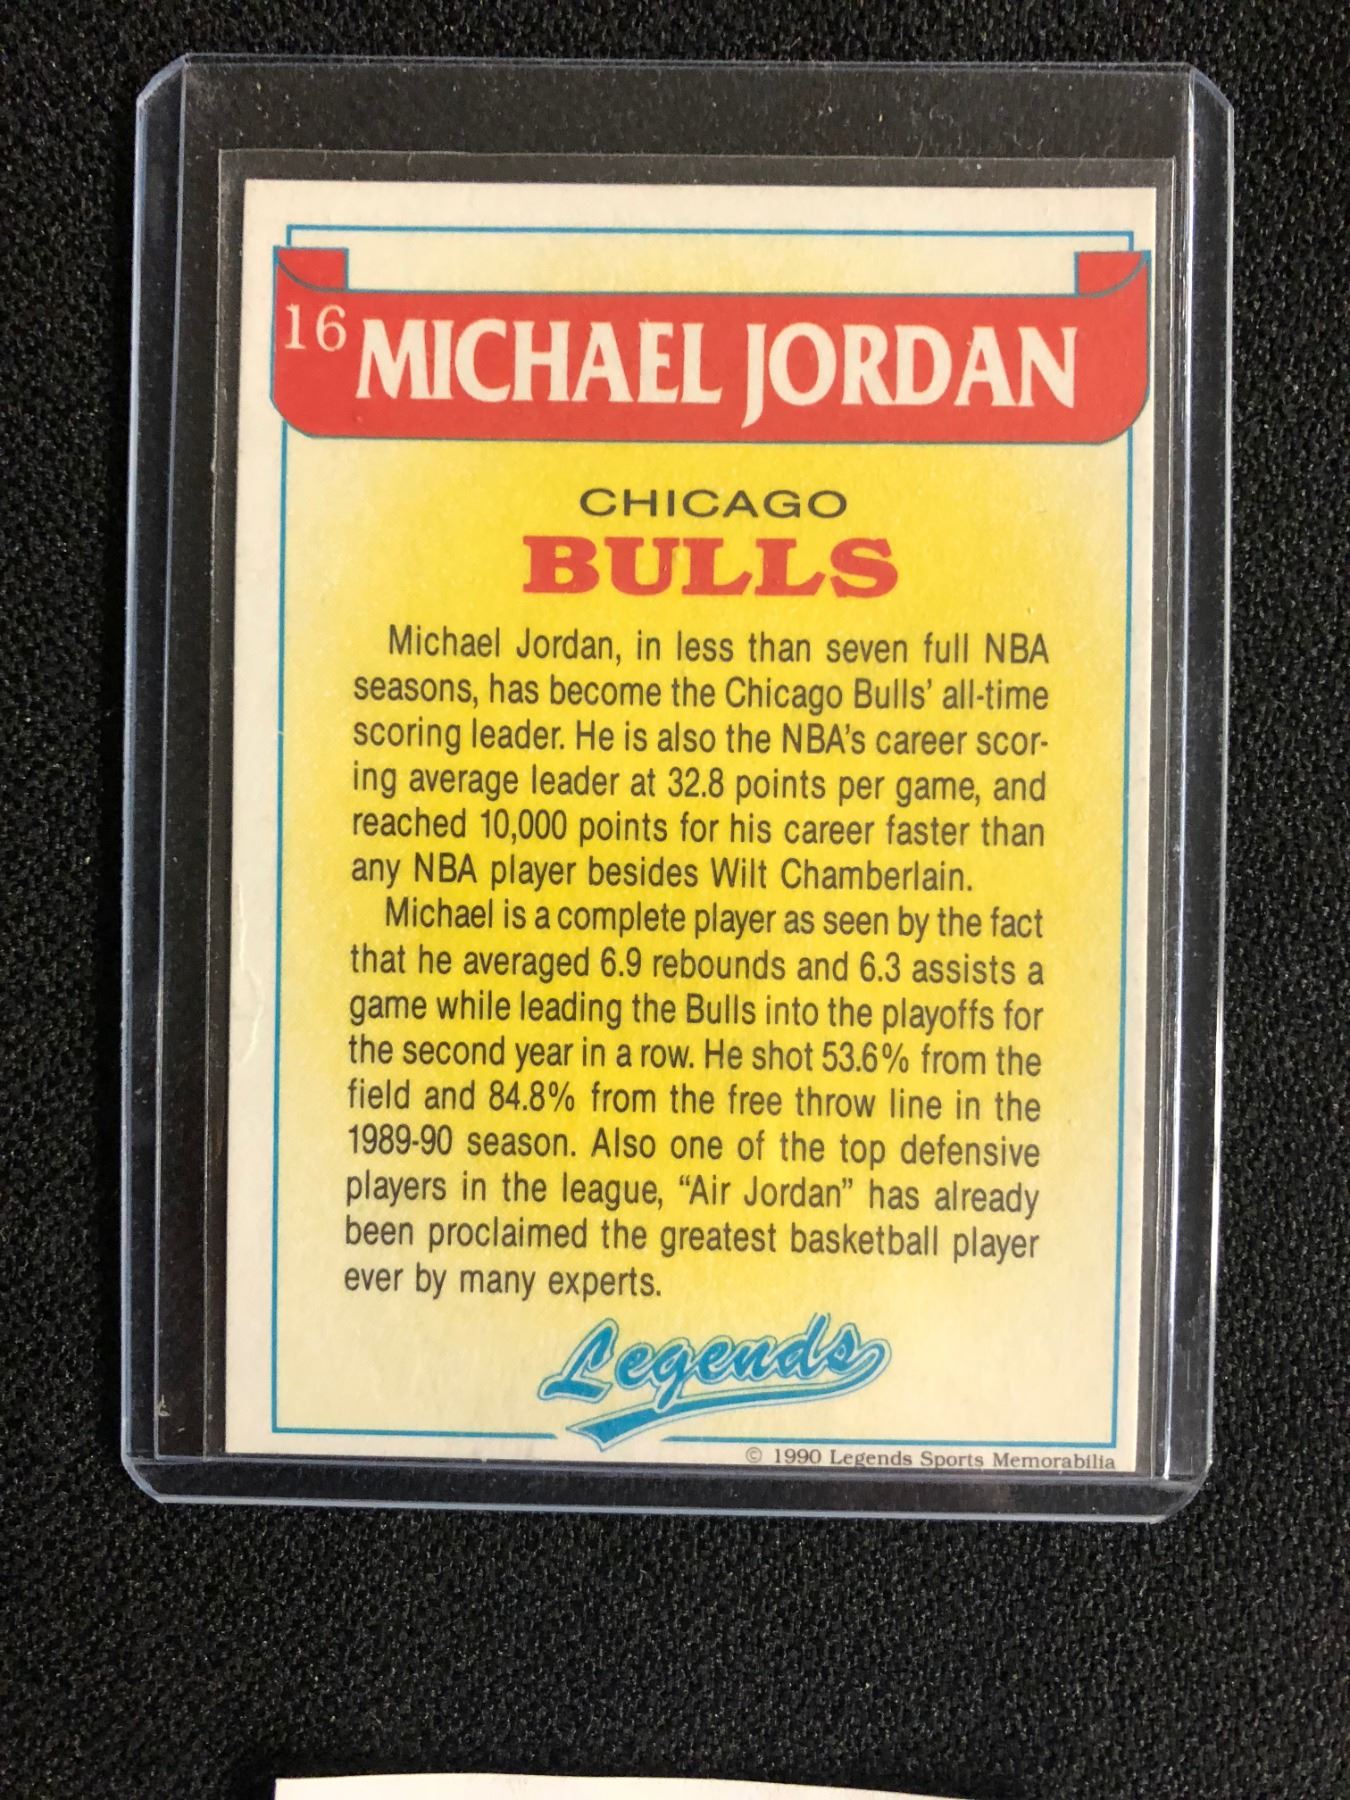 16 MICHAEL JORDAN
CHICAGO
BULLS
Michael Jordan, in less than seven full NBA
seasons, has become the Chicago Bulls' all-time
scoring leader. He is also the NBA's career scor-
ing average leader at 32.8 points per game, and
reached 10,000 points for his career faster than
any NBA player besides Wilt Chamberlain.
Michael is a complete player as seen by the fact
that he averaged 6.9 rebounds and 6.3 assists a
game while leading the Bulls into the playoffs for
the second year in a row. He shot 53.6% from the
field and 84.8% from the free throw line in the
1989-90 season. Also one of the top defensive
players in the league, “Air Jordan” has already
been proclaimed the greatest basketball player
ever by many experts.
Legends
© 1990 Legends Sports Memorabilia